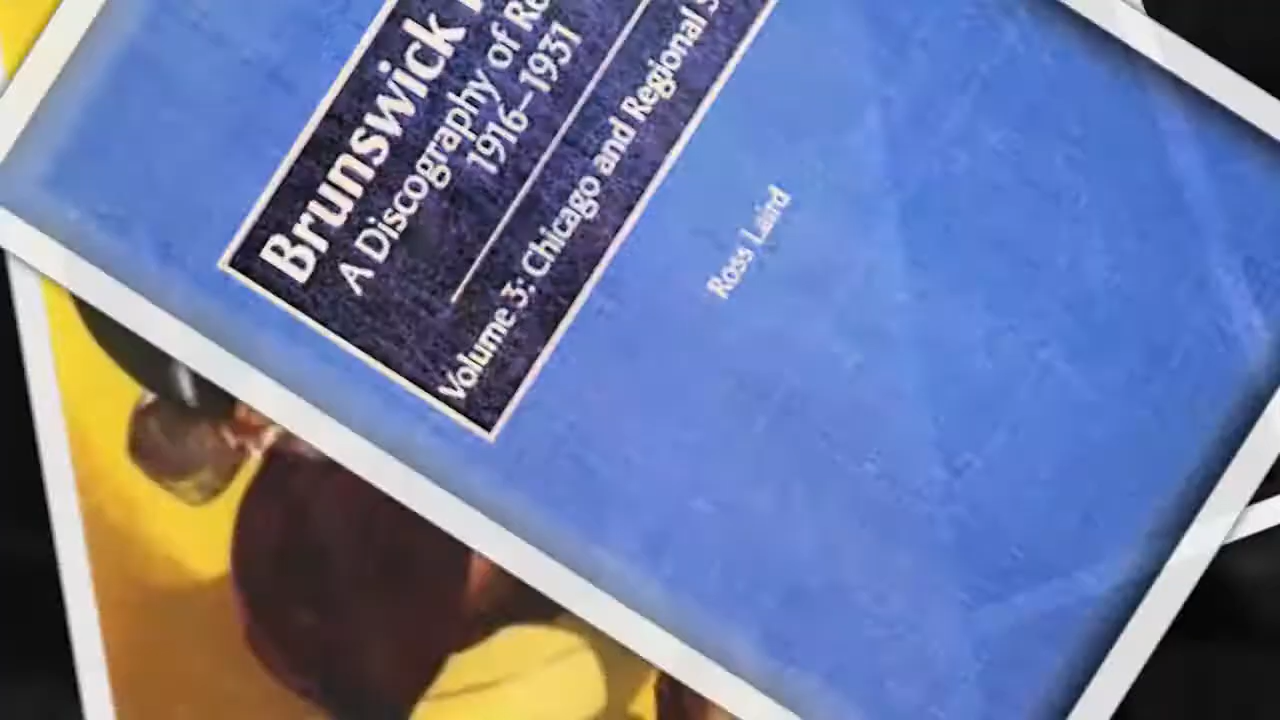 Brunswick
A Discography of Re
1916–1931
Volume 3: Chicago and Regional S
Ross Laird